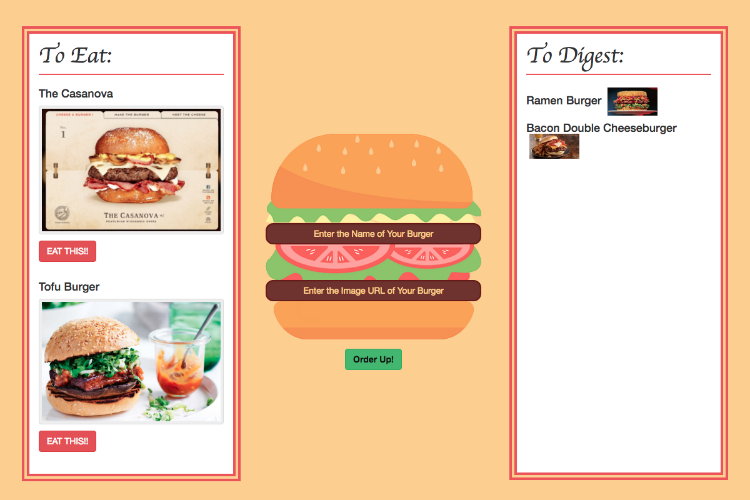 To Eat:
The Casanova
1
THE CASANOVA
EAT THIS!!
Tofu Burger
EAT THIS!!
Enter the Name of Your Burger
Enter the Image URL of Your Burger
Order Up!
To Digest:
Ramen Burger
Bacon Double Cheeseburger